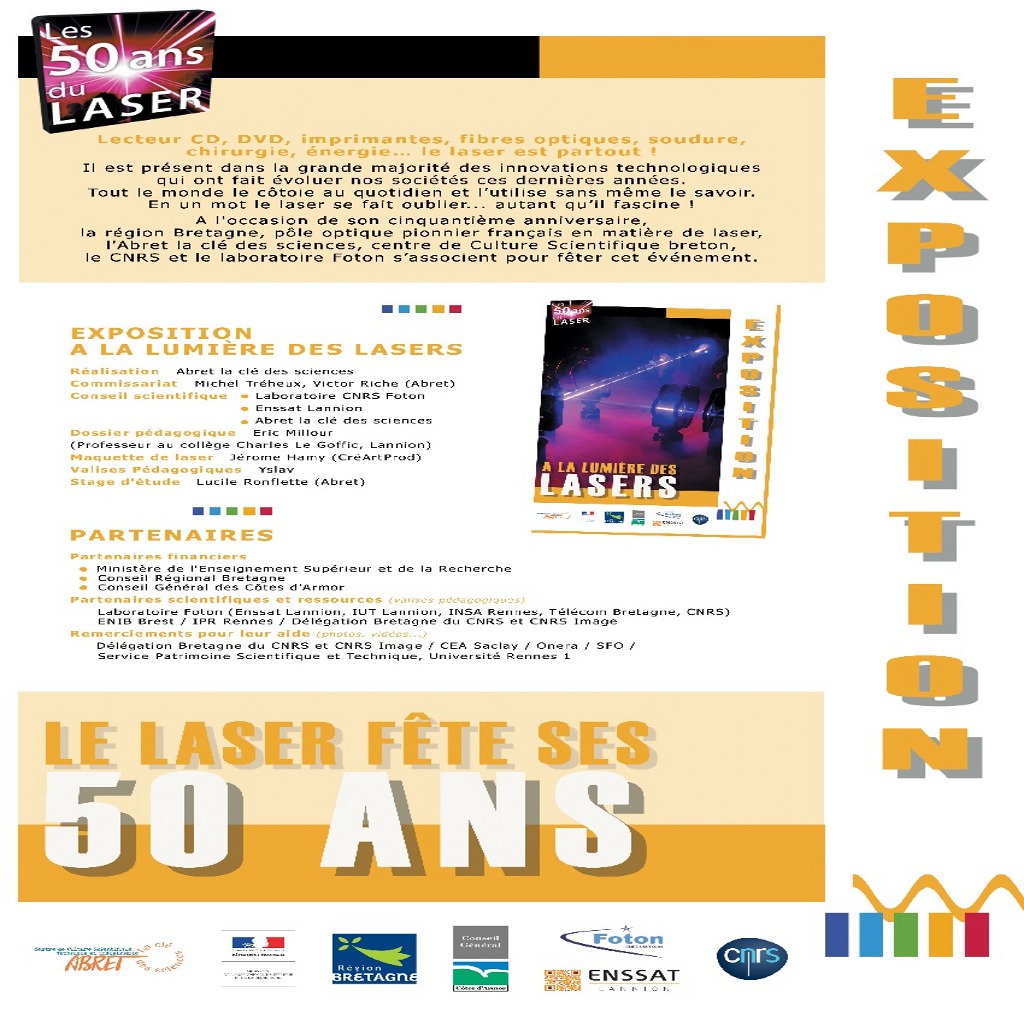 Les
50 ans
du
LASER
Lecteur CD, DVD, imprimantes, fibres optiques, soudure,
chirurgie, énergie... le laser est partout !
Il est présent dans la grande majorité des innovations technologiques
qui ont fait évoluer nos sociétés ces dernières années.
Tout le monde le côtoie au quotidien et l'utilise sans même le savoir.
En un mot le laser se fait oublier... autant qu'il fascine !
A l'occasion de son cinquantième anniversaire,
la région Bretagne, pôle optique pionnier français en matière de laser,
l'Abret la clé des sciences, centre de Culture Scientifique breton,
le CNRS et le laboratoire Foton s'associent pour fêter cet événement.
EXPOSITION
A LA LUMIÈRE DES LASERS
Réalisation Abret la clé des sciences
Commissariat Michel Tréheux, Victor Riche (Abret)
Conseil scientifique • Laboratoire CNRS Foton
• Enssat Lannion
• Abret la clé des sciences
Dossier pédagogique Eric Millour
(Professeur au collège Charles Le Goffic, Lannion)
Maquette de laser Jérome Hamy (CréArtProd)
Valises Pédagogiques Yslav
Stage d'étude Lucile Ronflette (Abret)
50 ans
LASER
EXPOSITION
A LA LUMIÈRE DES
LASERS
PARTENAIRES
Partenaires financiers
• Ministère de l'Enseignement Supérieur et de la Recherche
• Conseil Régional Bretagne
• Conseil Général des Côtes d'Armor
Partenaires scientifiques et ressources (valises pédagogiques)
Laboratoire Foton (Enssat Lannion, IUT Lannion, INSA Rennes, Télécom Bretagne, CNRS)
ENIB Brest / IPR Rennes / Délégation Bretagne du CNRS et CNRS Image
Remerciements pour leur aide (photos, vidéos...)
Délégation Bretagne du CNRS et CNRS Image / CEA Saclay / Onera / SFO /
Service Patrimoine Scientifique et Technique, Université Rennes 1
LE LASER FÊTE SES
50 ANS
EXPOSITION
Centre de Culture Scientifique
ABRET
la clé
des sciences
Région
BRETAGNE
Conseil
Général
Côtes d'Armor
Foton
ENSSAT
LANNION
cnrs